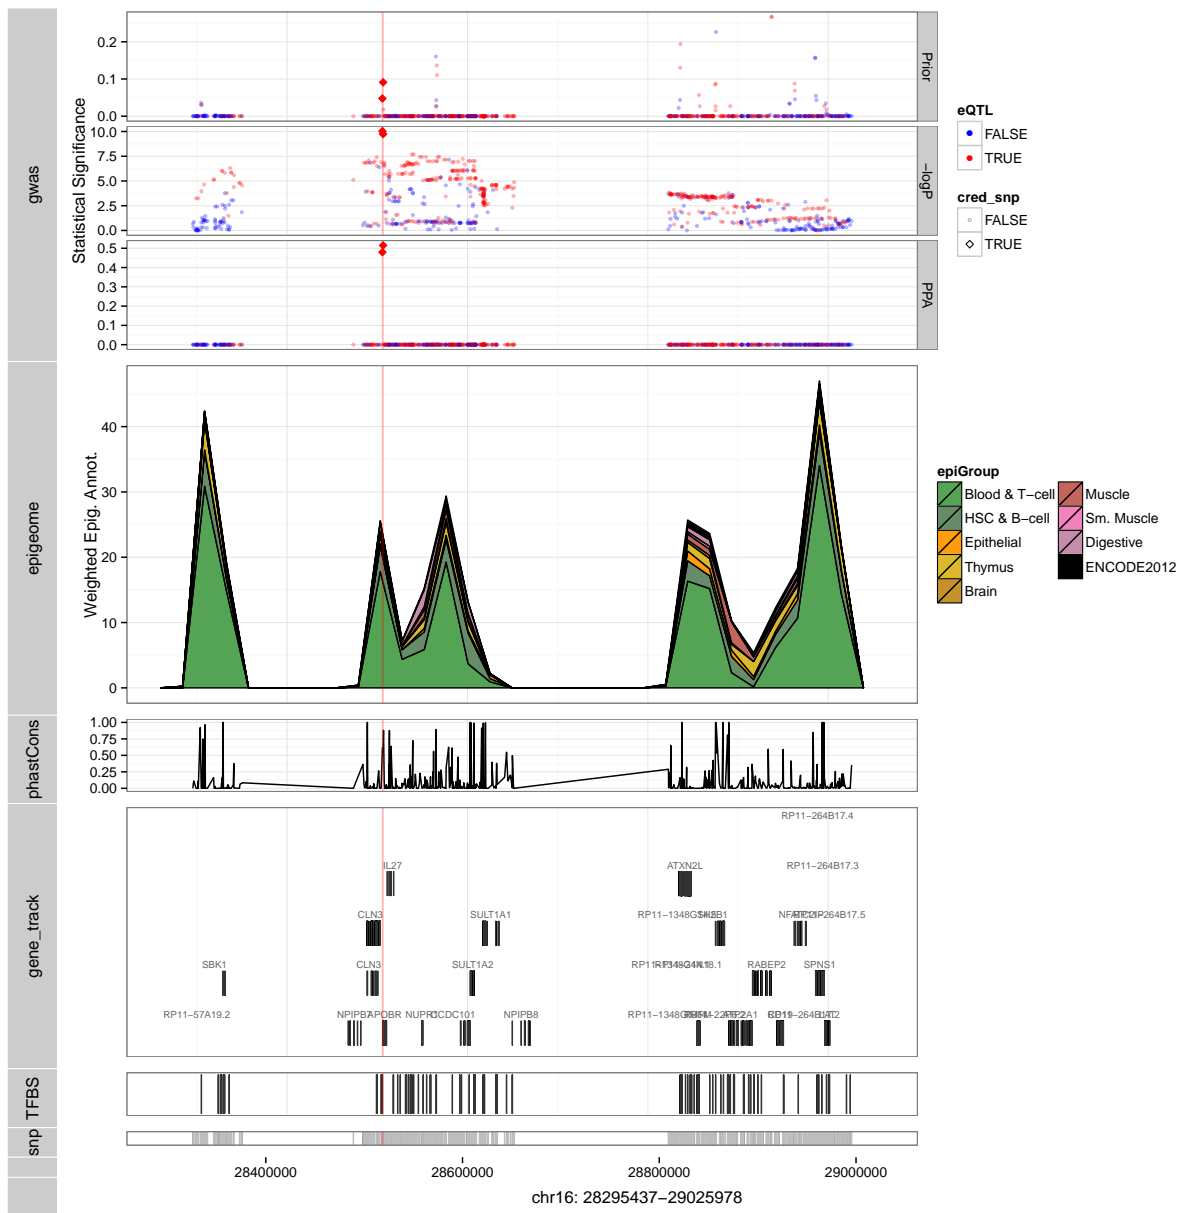 gwas
Statistical Significance
0.2
0.1
0.0
Prior
10.0
7.5
5.0
2.5
0.0
−logP
0.5
0.4
0.3
0.2
0.1
0.0
PPA
eQTL
FALSE
TRUE
cred_snp
FALSE
TRUE
epigeome
Weighted Epig. Annot.
40
30
20
10
0
epiGroup
Blood & T−cell
HSC & B−cell
Epithelial
Thymus
Brain
Muscle
Sm. Muscle
Digestive
ENCODE2012
phastCons
1.00
0.75
0.50
0.25
0.00
gene_track
RP11−264B17.4
IL27
ATXN2L
RP11−264B17.3
CLN3
SULT1A1
SBK1
CLN3
SULT1A2
RABEP2
SPNS1
RP11−57A19.2
NPIPB8
TFBS
snp
28400000
28600000
28800000
29000000
chr16: 28295437−29025978